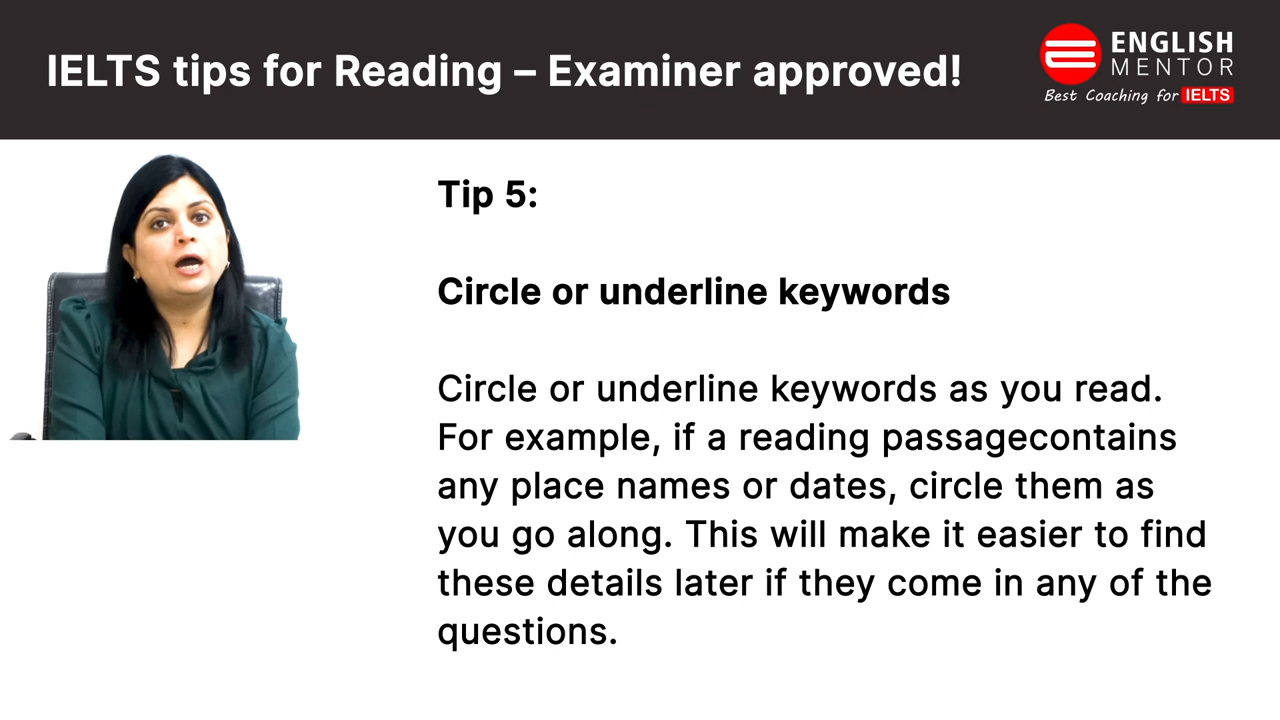 IELTS tips for Reading – Examiner approved!
ENGLISH
MENTOR
Best Coaching for IELTS
Tip 5:
Circle or underline keywords
Circle or underline keywords as you read.
For example, if a reading passagecontains
any place names or dates, circle them as
you go along. This will make it easier to find
these details later if they come in any of the
questions.